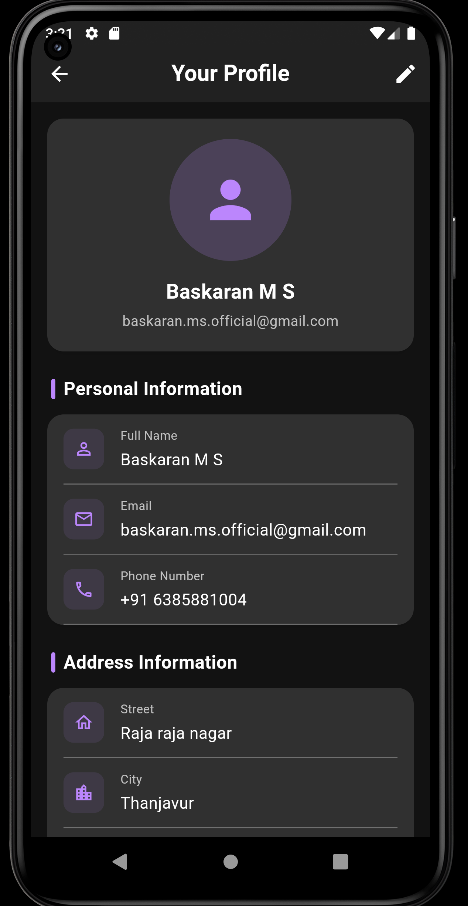 3:21
Your Profile
Baskaran M S
baskaran.ms.official@gmail.com
Personal Information
Full Name
Baskaran M S
Email
baskaran.ms.official@gmail.com
Phone Number
+91 6385881004
Address Information
Street
Raja raja nagar
City
Thanjavur